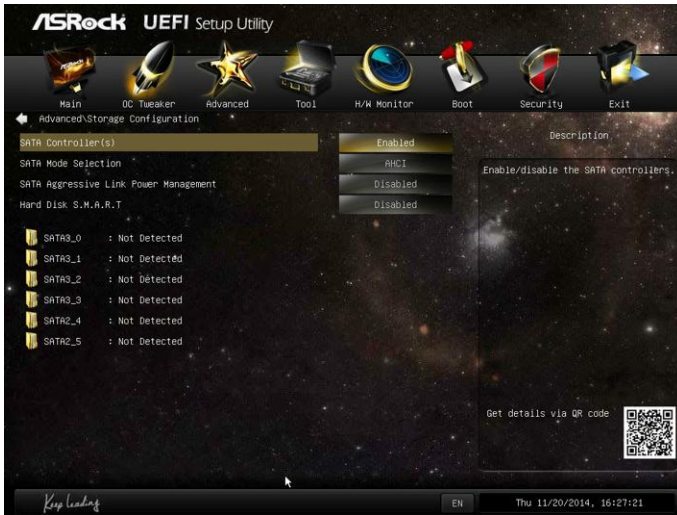 ASRock UEFI Setup Utility
ASRock
Main OC Tweaker Advanced Tool H/W Monitor Boot Security Exit
Advanced\Storage Configuration
Description
SATA Controller(s) Enabled
Enable/disable the SATA controllers.
SATA Mode Selection AHCI
SATA Aggressive Link Power Management Disabled
Hard Disk S.M.A.R.T Disabled
SATA3_0 : Not Detected
SATA3_1 : Not Detected
SATA3_2 : Not Detected
SATA3_3 : Not Detected
SATA2_4 : Not Detected
SATA2_5 : Not Detected
Get details via QR code
Keep Leading
EN
Thu 11/20/2014, 16:27:21